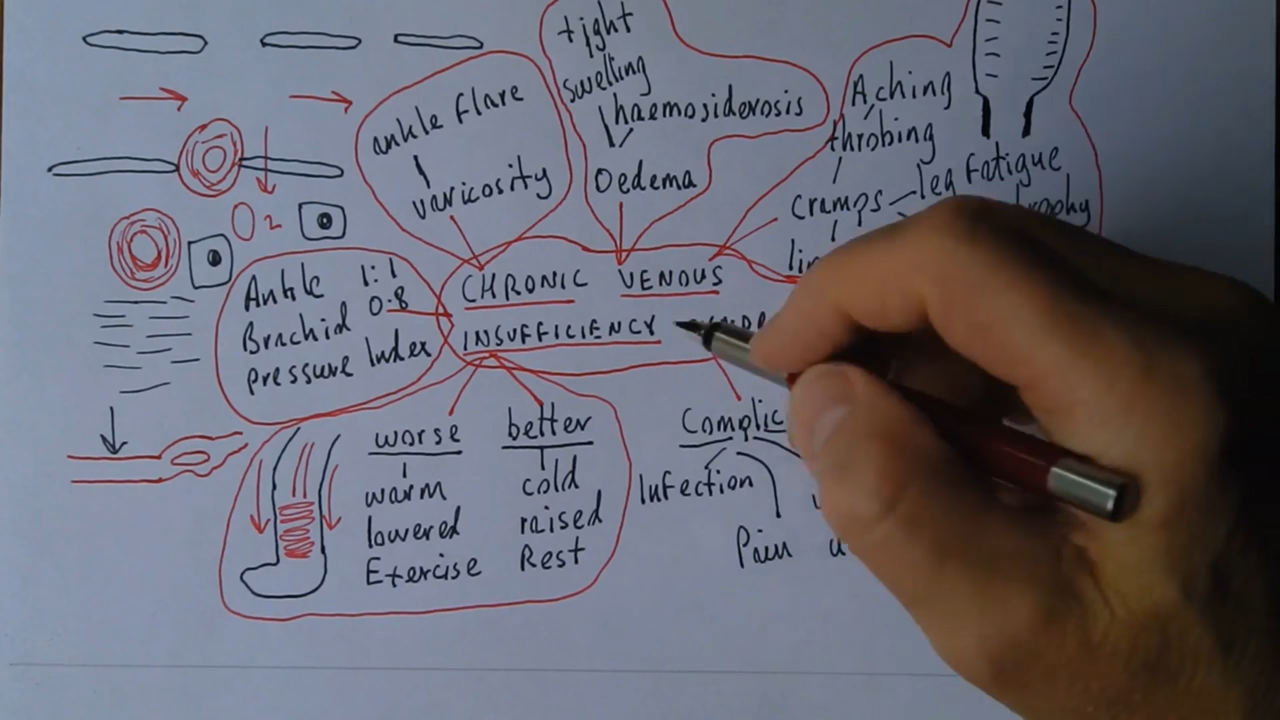 tight
swelling
haemosiderosis
Oedema
ankle flare
varicosity
Aching
throbing
cramps
leg Fatigue
O2
Ankle 1:1
Brachial 0.8
pressure Index
CHRONIC VENOUS
INSUFFICIENCY
worse
warm
lowered
Exercise
better
cold
raised
Rest
Infection
Pain